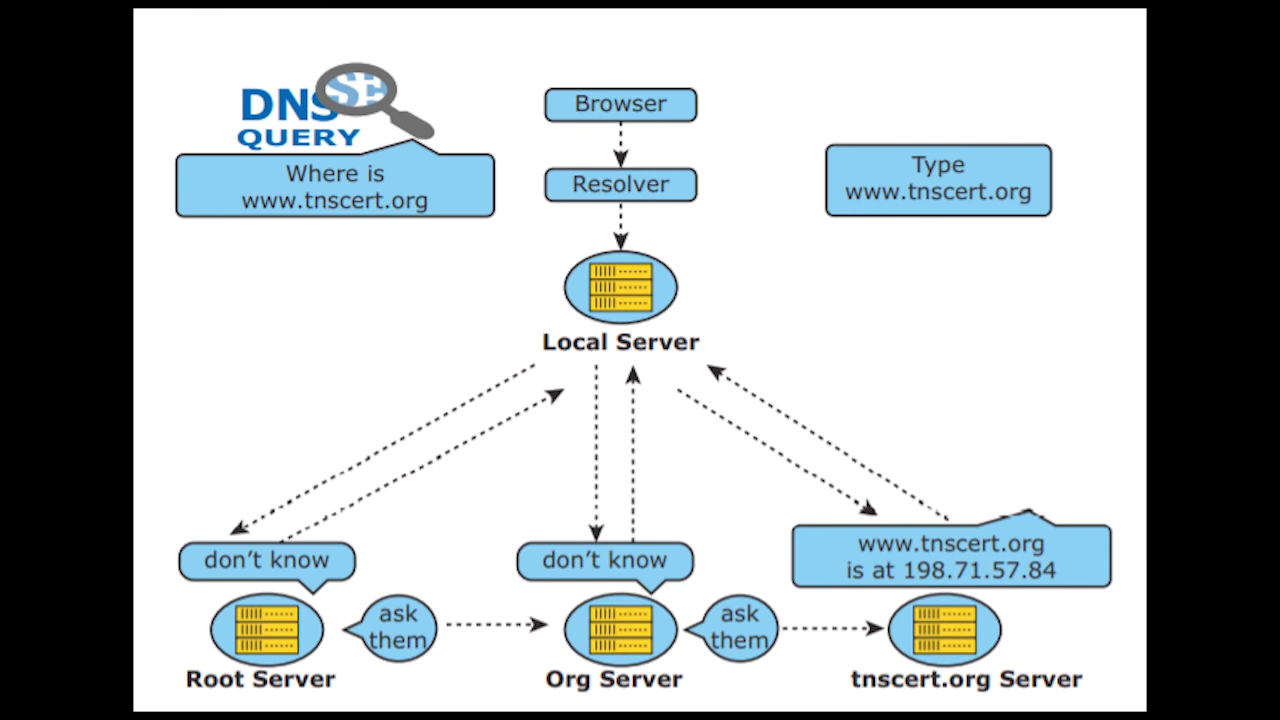 DNS
SE
QUERY
Where is
www.tnscert.org
Browser
Resolver
Type
www.tnscert.org
Local Server
don't know
don't know
www.tnscert.org
is at 198.71.57.84
ask
them
ask
them
Root Server
Org Server
tnscert.org Server